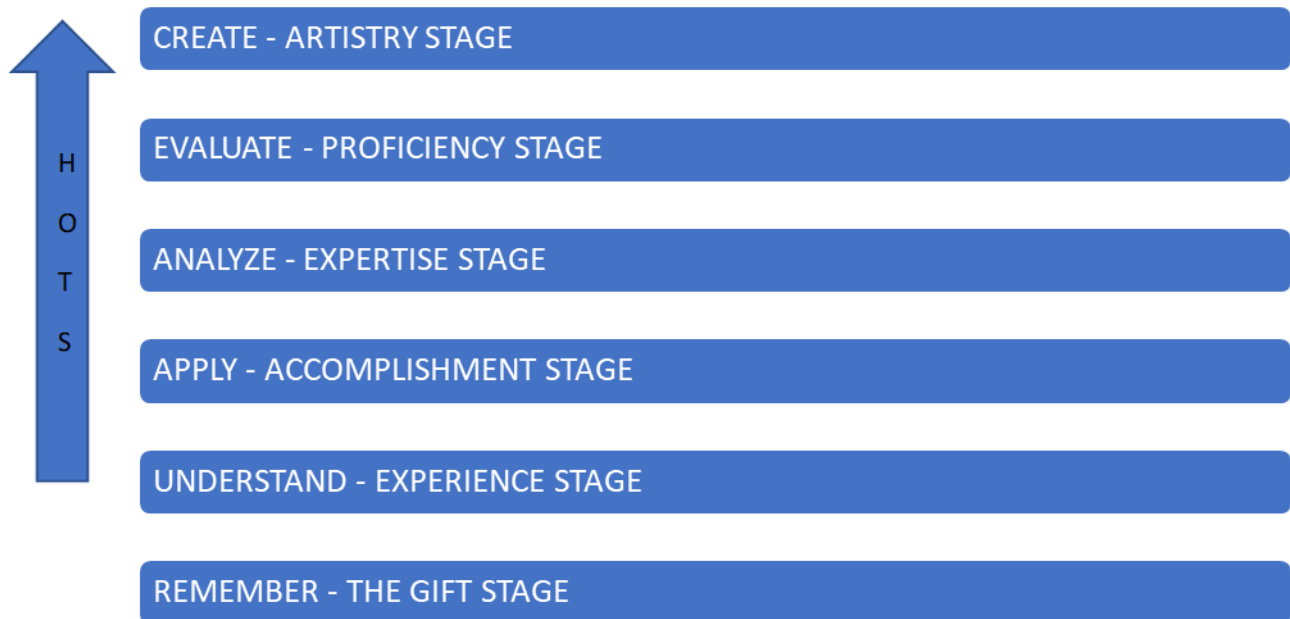 CREATE - ARTISTRY STAGE
EVALUATE - PROFICIENCY STAGE
H
O
ANALYZE - EXPERTISE STAGE
T
S
APPLY - ACCOMPLISHMENT STAGE
UNDERSTAND - EXPERIENCE STAGE
REMEMBER - THE GIFT STAGE